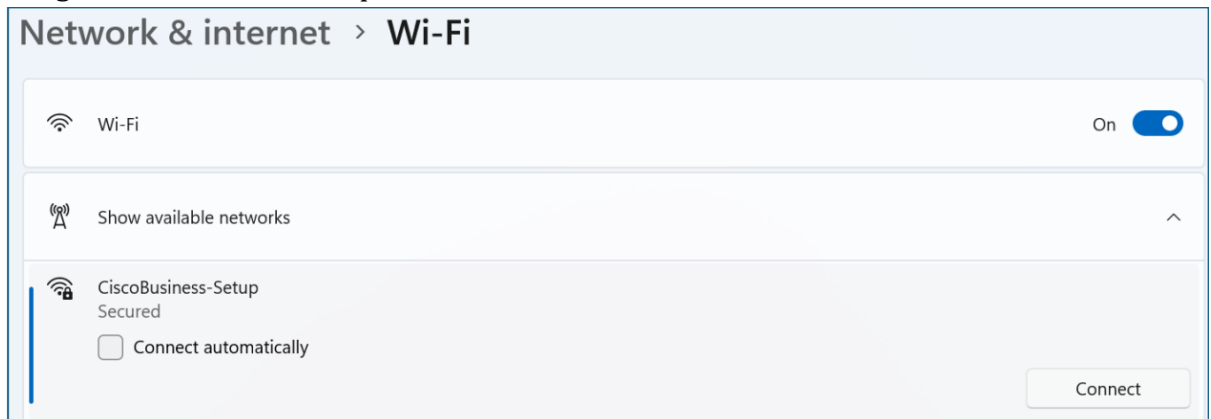 Network & internet > Wi-Fi
Wi-Fi
On
Show available networks
CiscoBusiness-Setup
Secured
Connect automatically
Connect